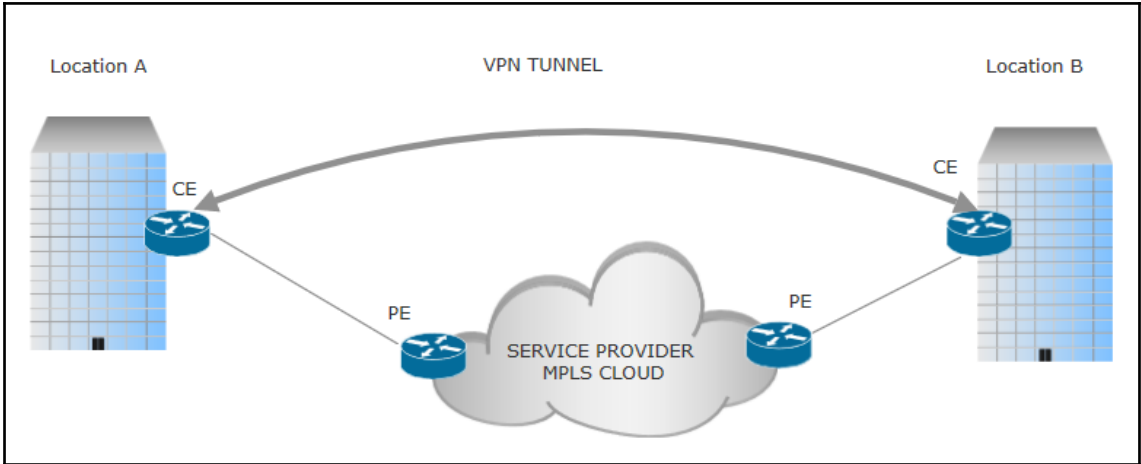 Location A
VPN TUNNEL
Location B
CE
CE
PE
PE
SERVICE PROVIDER
MPLS CLOUD